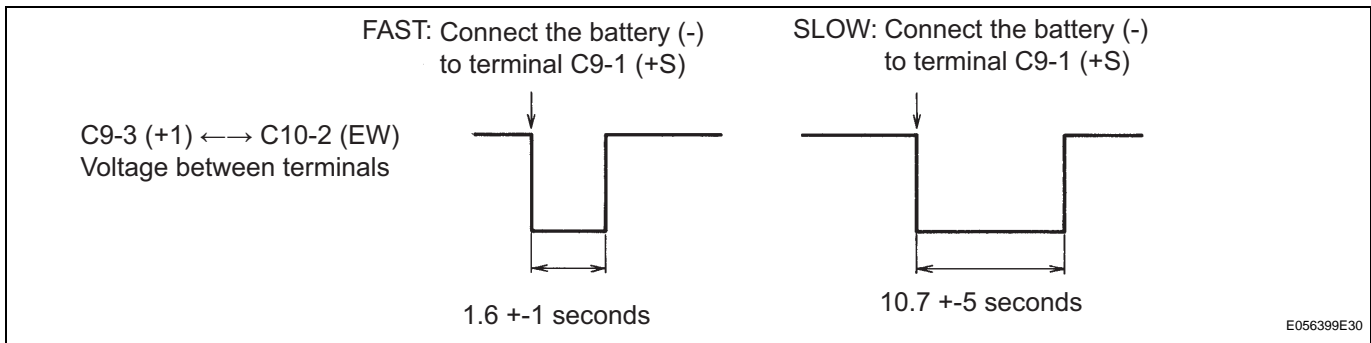 FAST: Connect the battery (-)
to terminal C9-1 (+S)
SLOW: Connect the battery (-)
to terminal C9-1 (+S)
C9-3 (+1) ←→ C10-2 (EW)
Voltage between terminals
1.6 +-1 seconds
10.7 +-5 seconds
E056399E30